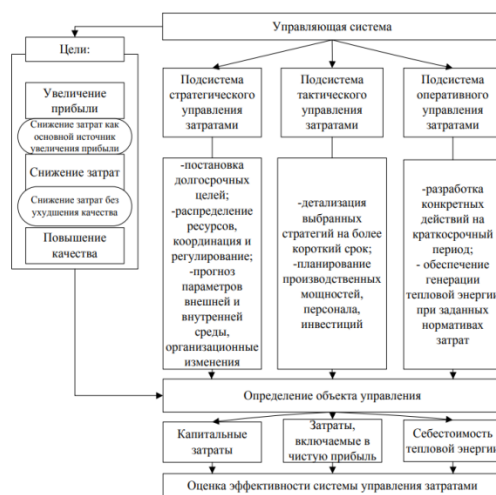 Управляющая система
Цели:
Увеличение
прибыли
Снижение затрат как
основной источник
увеличения прибыли
Снижение затрат
Снижение затрат без
ухудшения качества
Повышение
качества
Подсистема
стратегического
управления
затратами
-постановка
долгосрочных
целей;
-распределение
ресурсов,
координация и
регулирование;
-прогноз
параметров
внешней и
внутренней
среды,
организационные
изменения
Подсистема
тактического
управления
затратами
-детализация
выбранных
стратегий на более
короткий срок;
-планирование
производственных
мощностей,
персонала,
инвестиций
Подсистема
оперативного
управления
затратами
-разработка
конкретных
действий на
краткосрочный
период;
- обеспечение
генерации
тепловой энергии
при заданных
нормативах
затрат
Определение объекта управления
Капитальные
затраты
Затраты,
включаемые в
чистую прибыль
Себестоимость
тепловой энергии
Оценка эффективности системы управления затратами